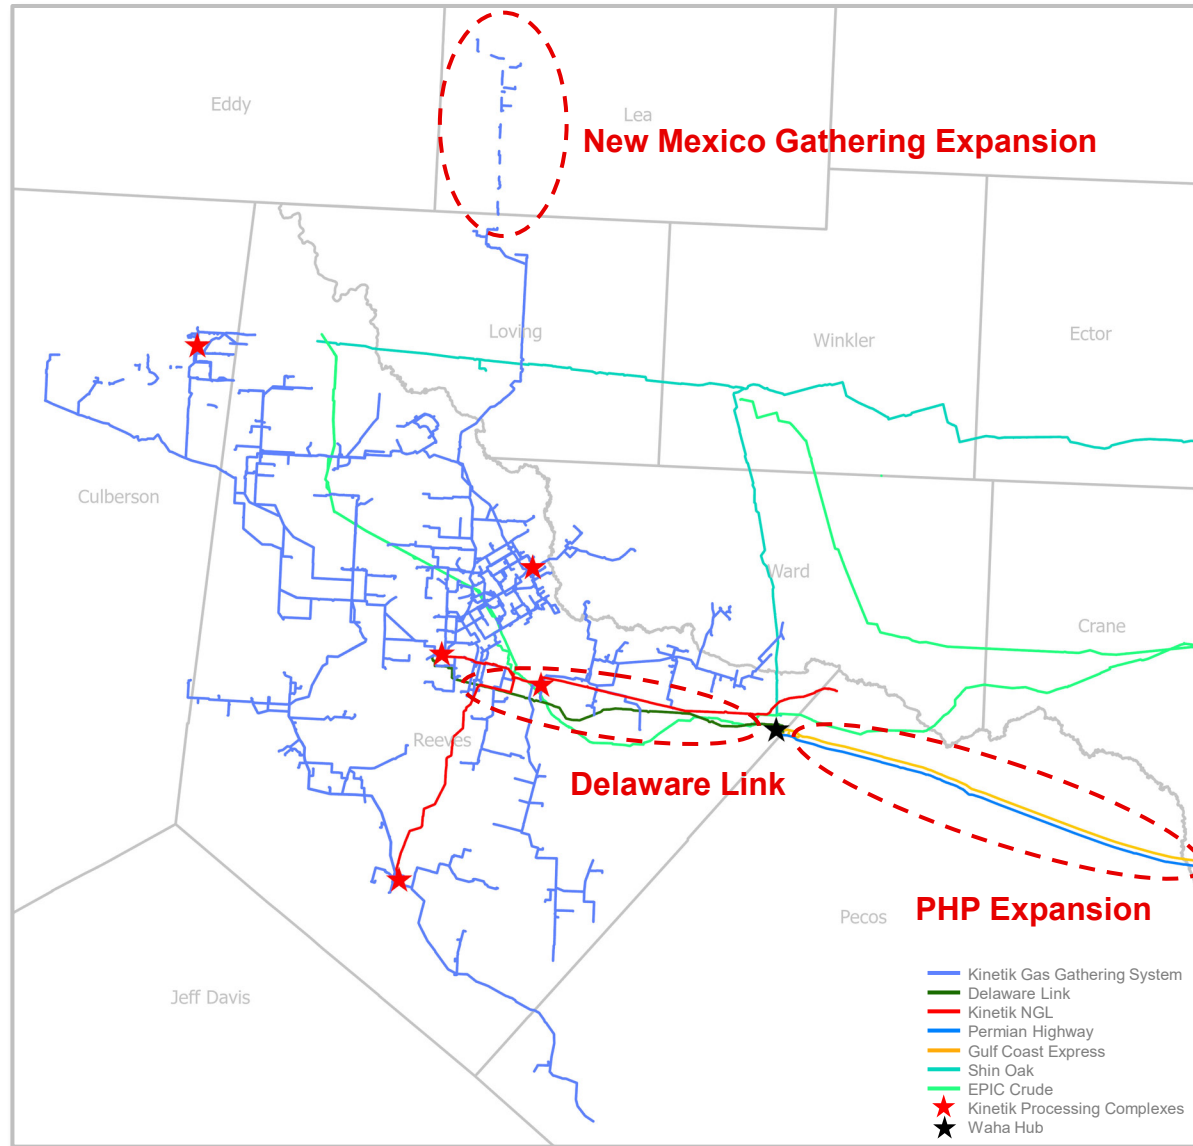 Eddy
Lea
New Mexico Gathering Expansion
Loving
Winkler
Ector
Culberson
Ward
Crane
Reeves
Delaware Link
PHP Expansion
Pecos
Jeff Davis
Kinetik Gas Gathering System
Delaware Link
Kinetik NGL
Permian Highway
Gulf Coast Express
Shin Oak
EPIC Crude
Kinetik Processing Complexes
Waha Hub